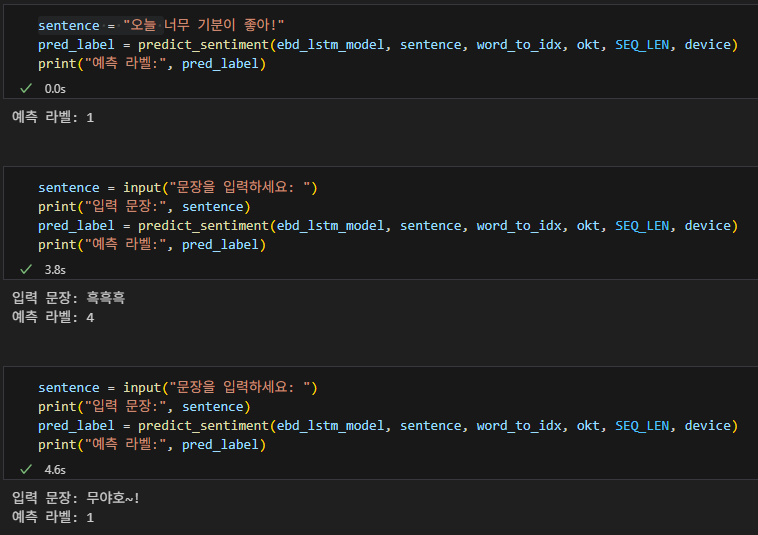 sentence = "오늘 너무 기분이 좋아!"
pred_label = predict_sentiment(ebd_lstm_model, sentence, word_to_idx, okt, SEQ_LEN, device)
print("예측 라벨:", pred_label)
0.0s
예측 라벨: 1
sentence = input("문장을 입력하세요: ")
print("입력 문장:", sentence)
pred_label = predict_sentiment(ebd_lstm_model, sentence, word_to_idx, okt, SEQ_LEN, device)
print("예측 라벨:", pred_label)
3.8s
입력 문장: 흑흑흑
예측 라벨: 4
sentence = input("문장을 입력하세요: ")
print("입력 문장:", sentence)
pred_label = predict_sentiment(ebd_lstm_model, sentence, word_to_idx, okt, SEQ_LEN, device)
print("예측 라벨:", pred_label)
4.6s
입력 문장: 무야호~!
예측 라벨: 1